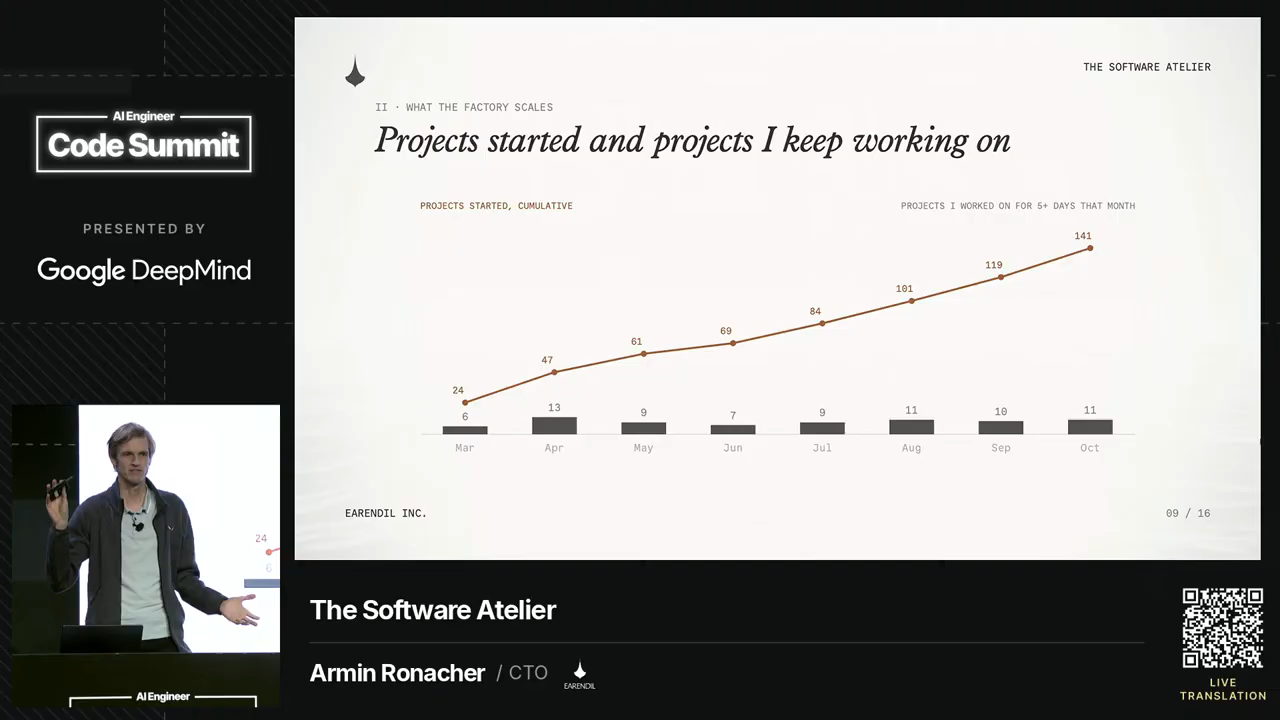 AI Engineer
Code Summit
PRESENTED BY
Google DeepMind
THE SOFTWARE ATELIER
II · WHAT THE FACTORY SCALES
Projects started and projects I keep working on
PROJECTS STARTED, CUMULATIVE
PROJECTS I WORKED ON FOR 5+ DAYS THAT MONTH
24 47 61 69 84 101 119 141
6 13 9 7 9 11 10 11
Mar Apr May Jun Jul Aug Sep Oct
EARENDIL INC.
09 / 16
24
6
AI Engineer
The Software Atelier
Armin Ronacher / CTO
EARENDIL
LIVE
TRANSLATION